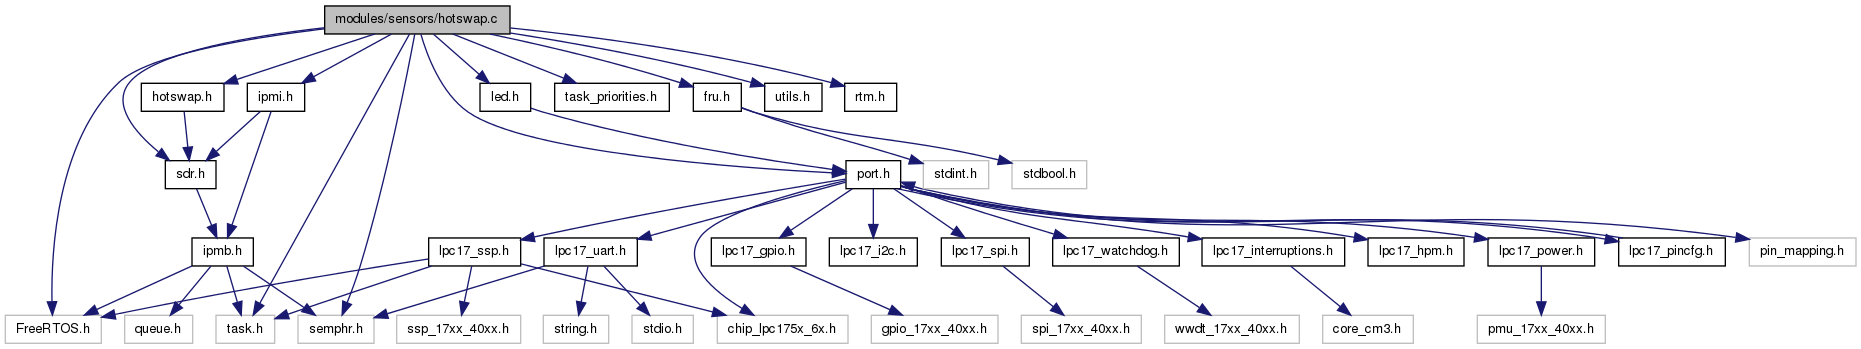 modules/sensors/hotswap.c
hotswap.h
ipmi.h
led.h
task_priorities.h
fru.h
utils.h
rtm.h
sdr.h
port.h
stdint.h
stdbool.h
ipmb.h
lpc17_ssp.h
lpc17_uart.h
lpc17_gpio.h
lpc17_i2c.h
lpc17_spi.h
lpc17_watchdog.h
lpc17_interruptions.h
lpc17_hpm.h
lpc17_power.h
lpc17_pincfg.h
pin_mapping.h
FreeRTOS.h
queue.h
task.h
semphr.h
ssp_17xx_40xx.h
string.h
stdio.h
chip_lpc175x_6x.h
gpio_17xx_40xx.h
spi_17xx_40xx.h
wwdt_17xx_40xx.h
core_cm3.h
pmu_17xx_40xx.h